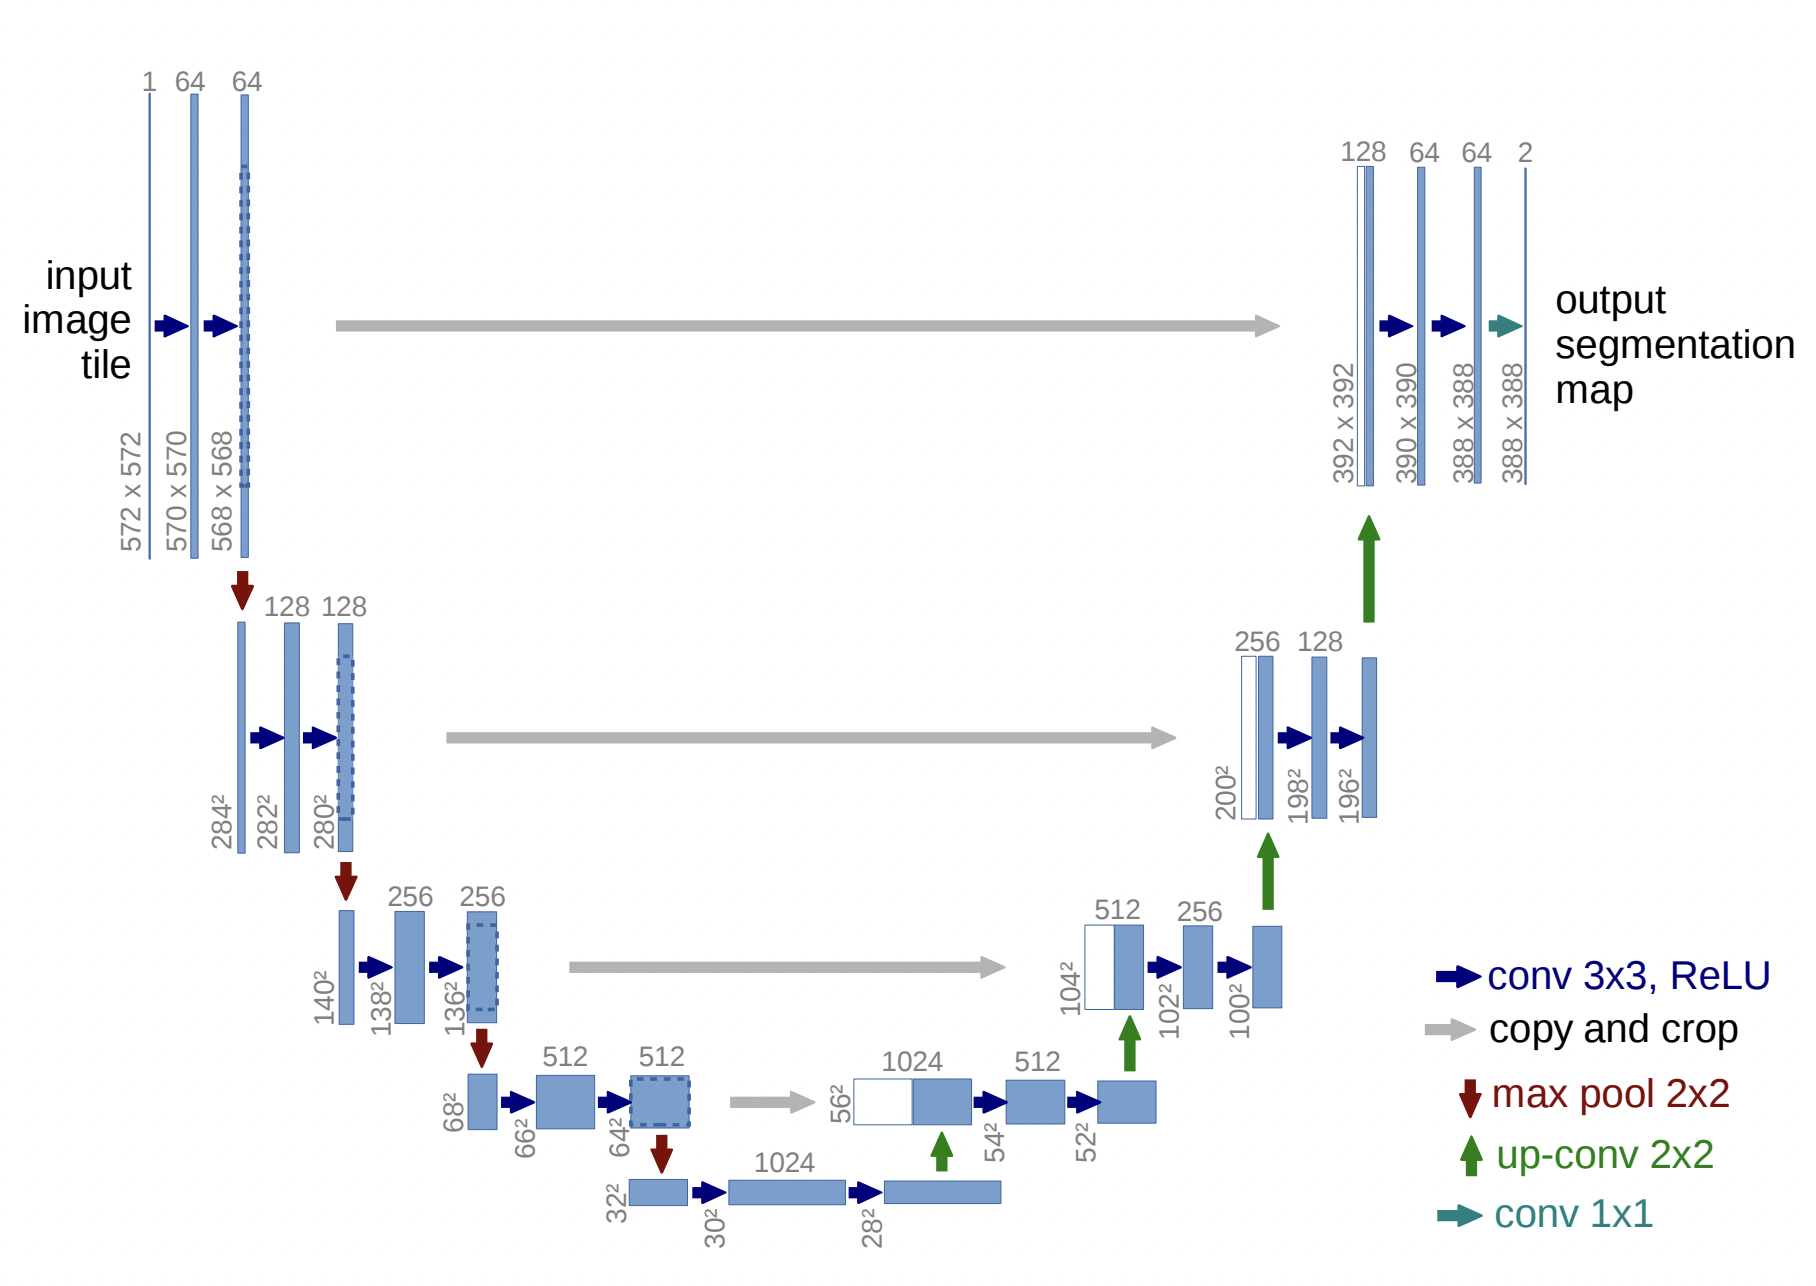 1 64 64
128 64 64 2
input
image
tile
output
segmentation
map
572 x 572
570 x 570
568 x 568
392 x 392
390 x 390
388 x 388
388 x 388
128 128
256 128
284²
282²
280²
200²
198²
196²
256 256
512 256
140²
138²
136²
104²
102²
100²
conv 3x3, ReLU
copy and crop
max pool 2x2
up-conv 2x2
conv 1x1
512 512
1024 512
68²
66²
64²
56²
54²
52²
1024
32²
30²
28²